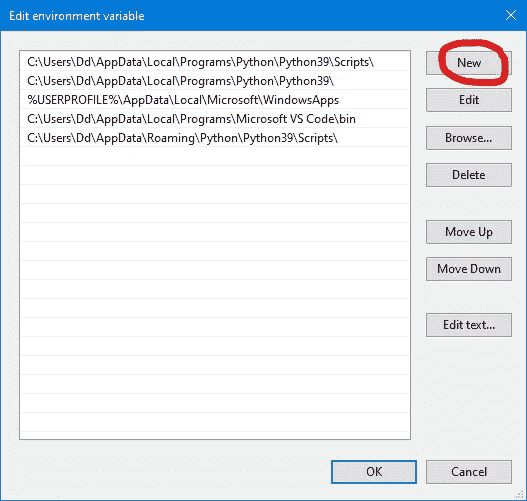 Edit environment variable
C:\Users\Dd\AppData\Local\Programs\Python\Python39\Scripts\
C:\Users\Dd\AppData\Local\Programs\Python\Python39\
%USERPROFILE%\AppData\Local\Microsoft\WindowsApps
C:\Users\Dd\AppData\Local\Programs\Microsoft VS Code\bin
C:\Users\Dd\AppData\Roaming\Python\Python39\Scripts\
New
Edit
Browse...
Delete
Move Up
Move Down
Edit text...
OK
Cancel